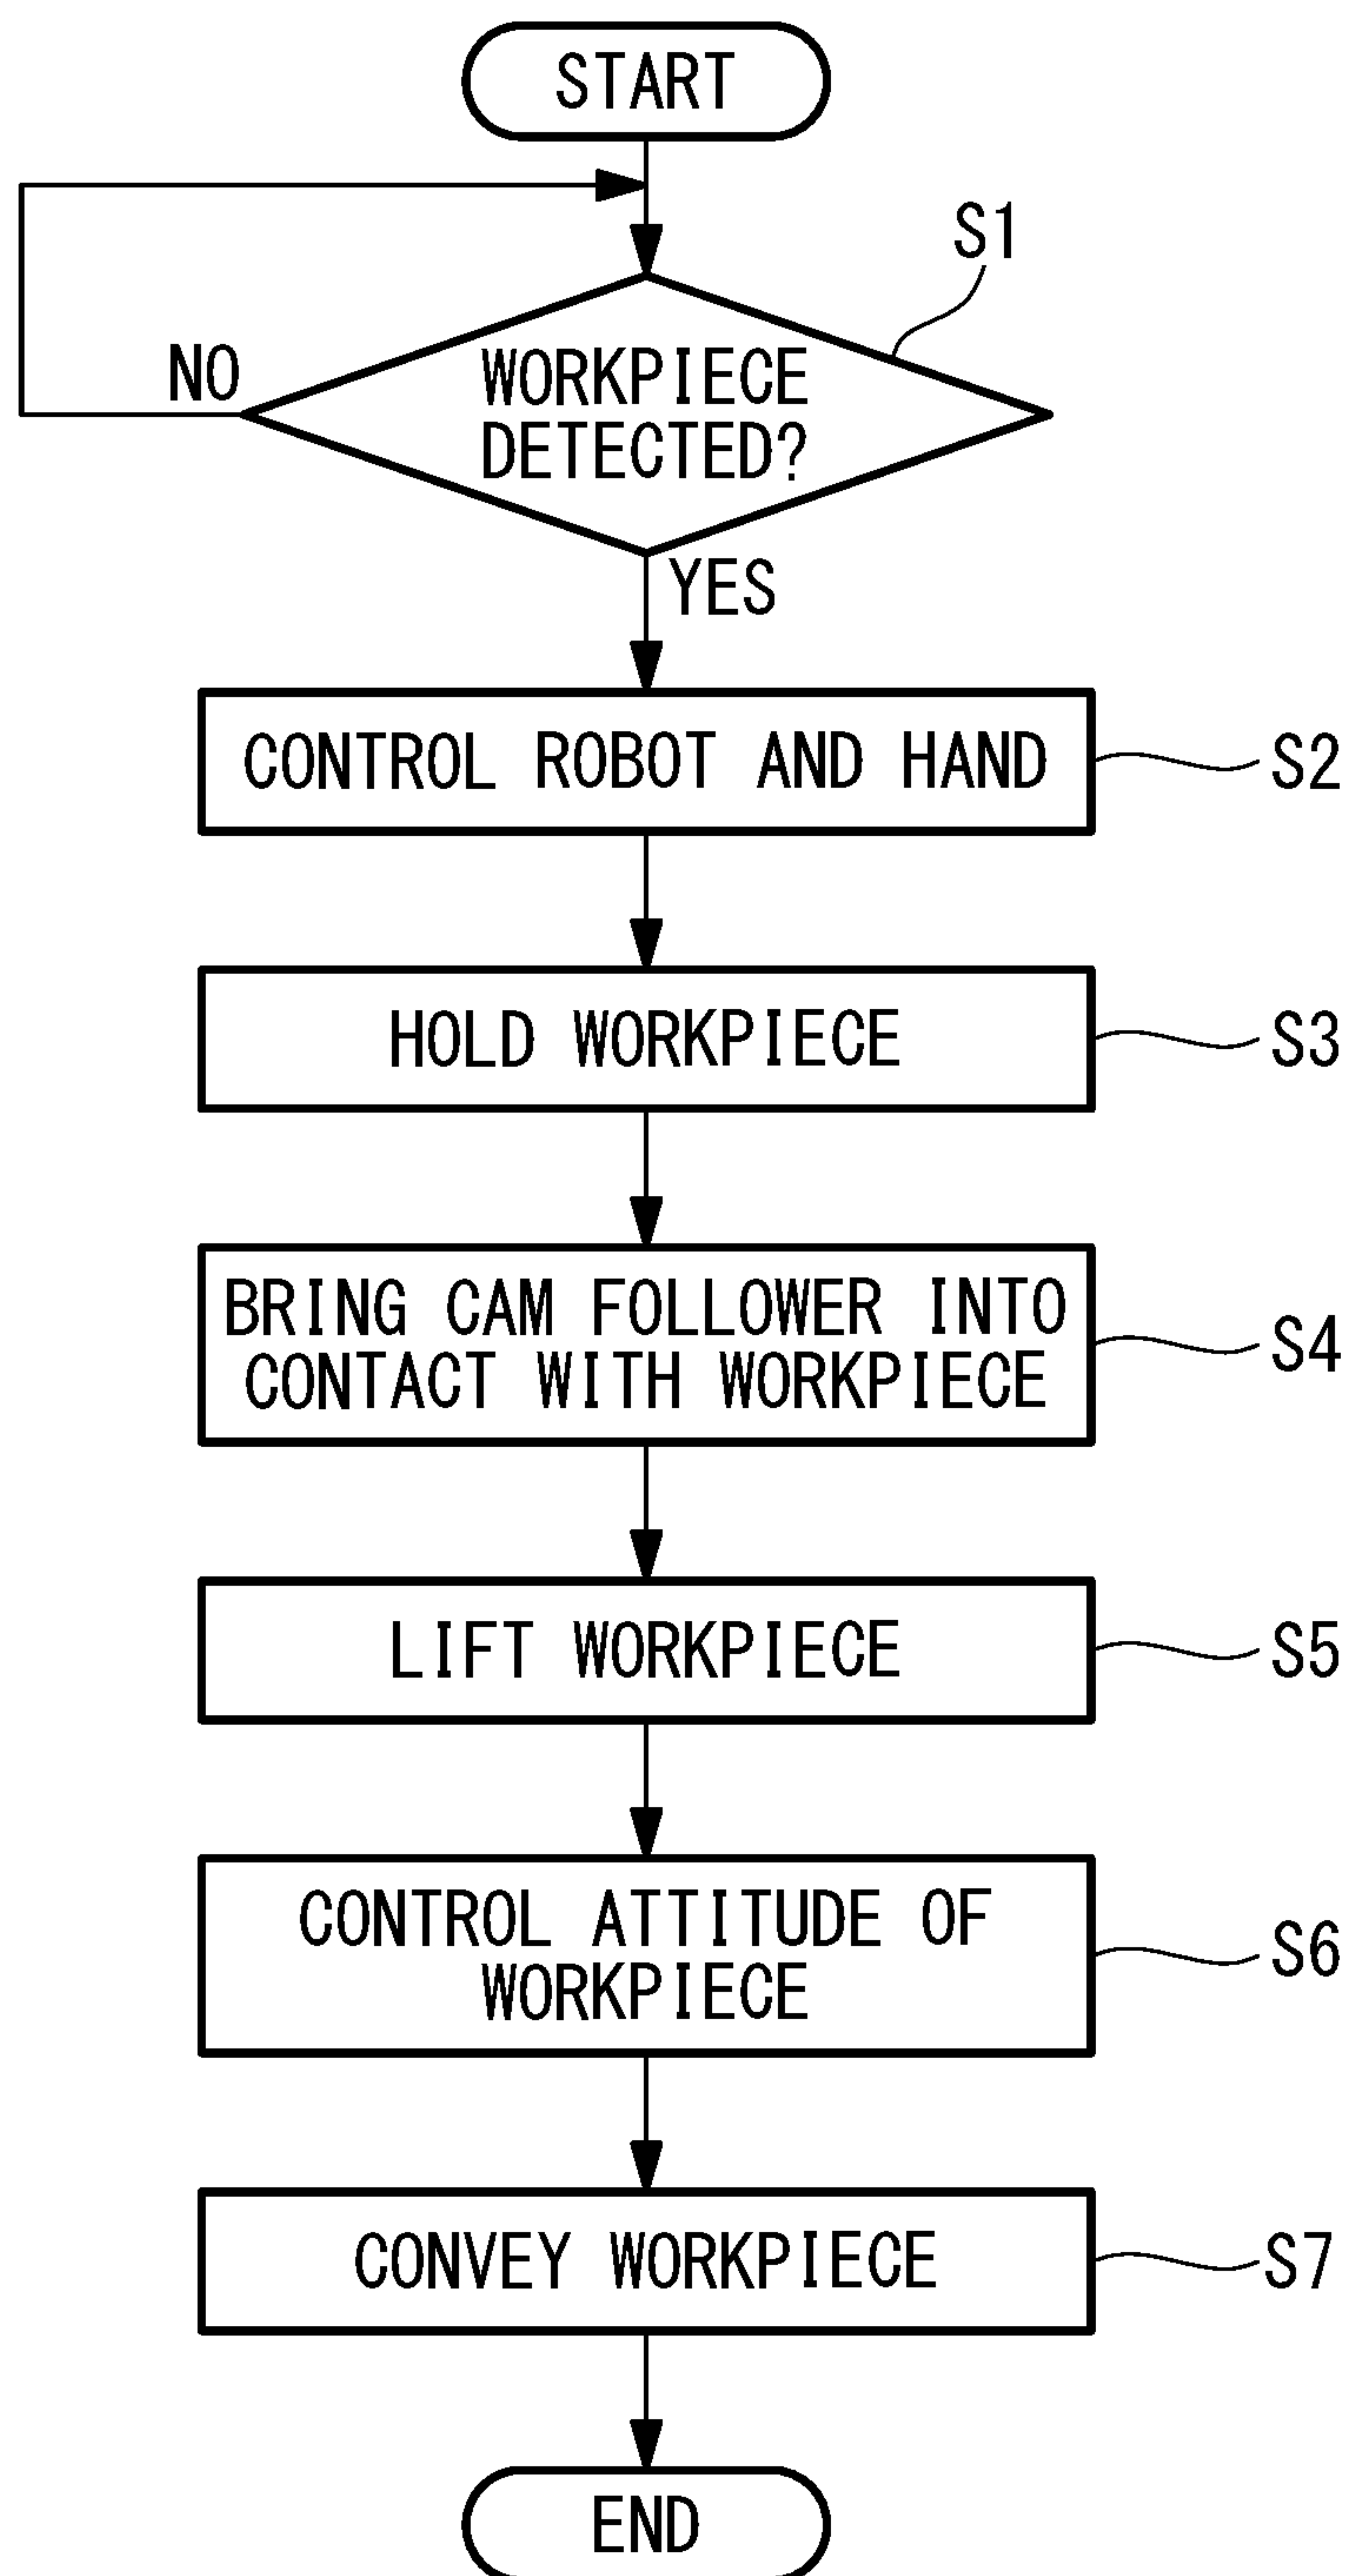 START
S1
WORKPIECE
DETECTED?
NO
YES
CONTROL ROBOT AND HAND
S2
HOLD WORKPIECE
S3
BRING CAM FOLLOWER INTO
CONTACT WITH WORKPIECE
S4
LIFT WORKPIECE
S5
CONTROL ATTITUDE OF
WORKPIECE
S6
CONVEY WORKPIECE
S7
END